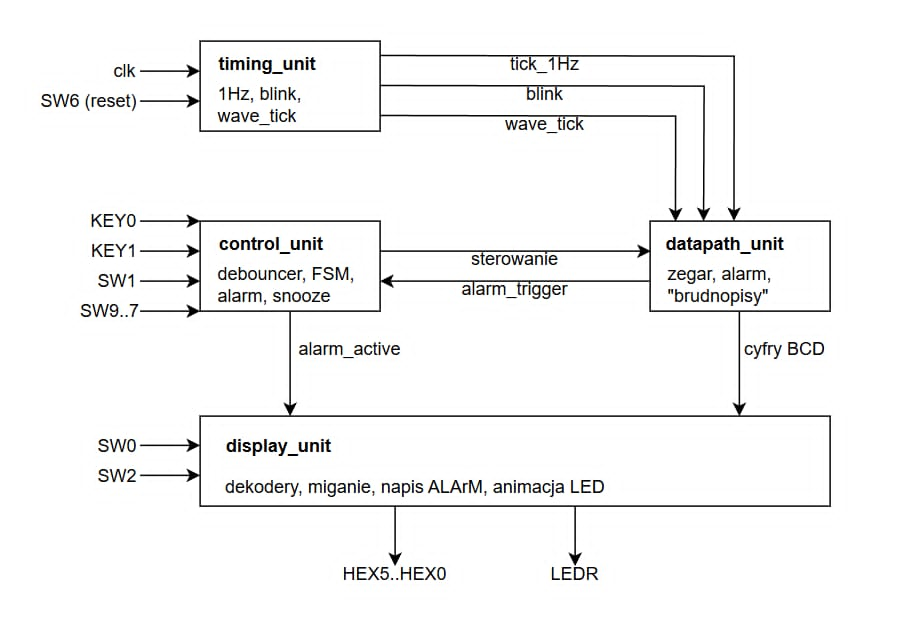 timing_unit
1Hz, blink,
wave_tick
clk
SW6 (reset)
tick_1Hz
blink
wave_tick
KEY0
KEY1
SW1
SW9..7
control_unit
debouncer, FSM,
alarm, snooze
sterowanie
alarm_trigger
datapath_unit
zegar, alarm,
"brudnopisy"
alarm_active
cyfry BCD
SW0
SW2
display_unit
dekodery, miganie, napis ALArM, animacja LED
HEX5..HEX0
LEDR